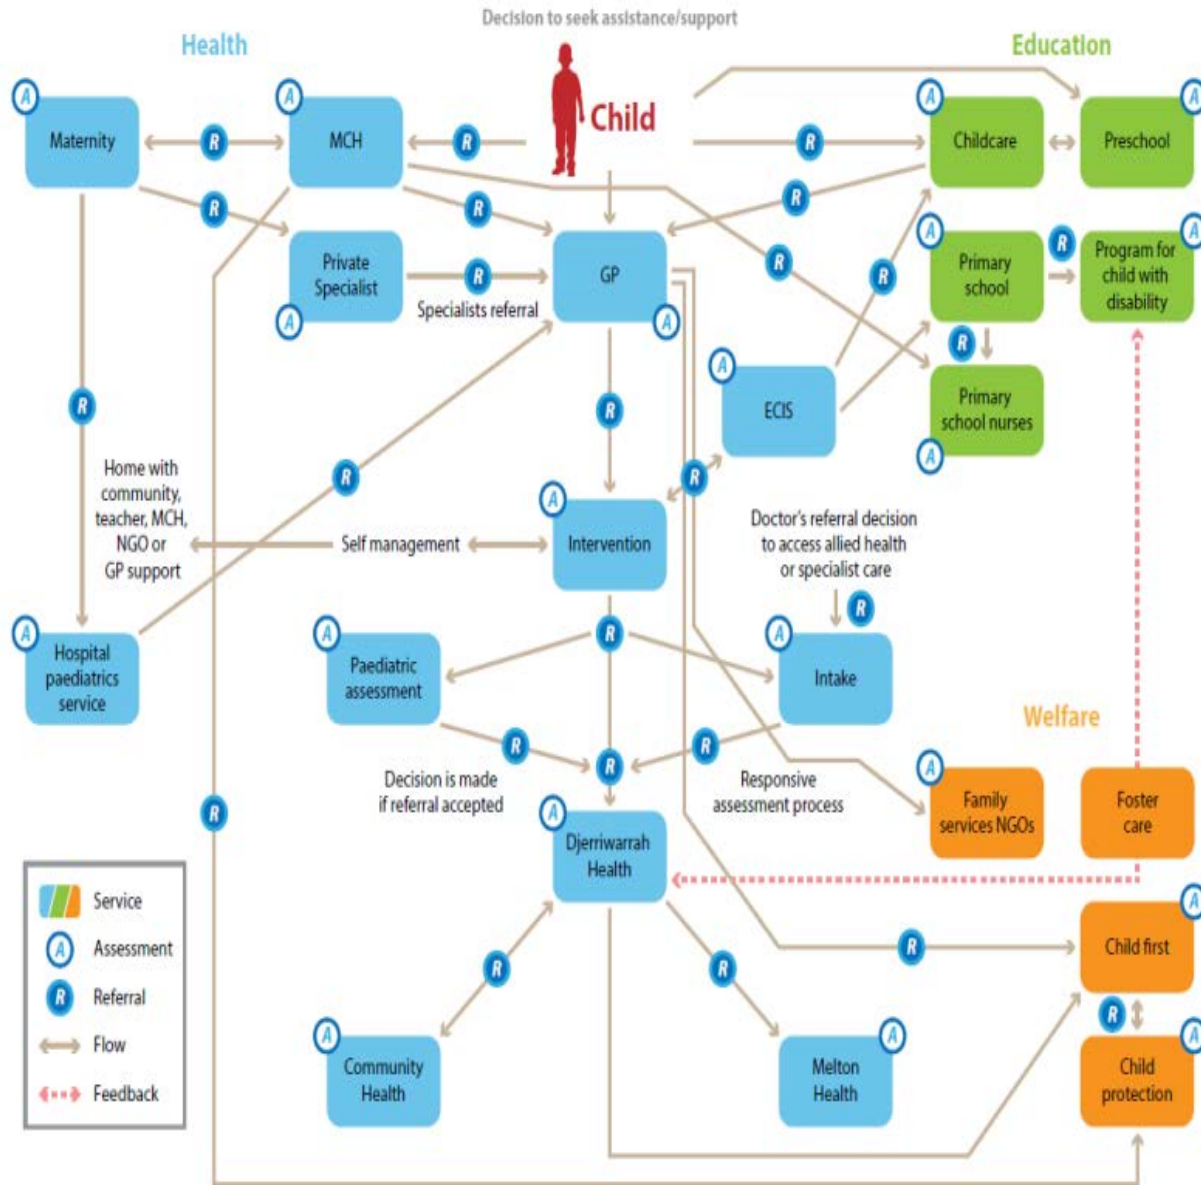 Decision to seek assistance/support
Health
Education
Child
A
Maternity
R
A
MCH
R
R
A
Childcare
A
Preschool
R
R
R
Private
Specialist
A
R
Specialists referral
GP
A
R
R
A
Primary
school
R
A
Program for
child with
disability
R
Primary
school nurses
A
A
ECIS
R
R
R
R
Home with
community,
teacher, MCH,
NGO or
GP support
Self management
A
Intervention
Doctor's referral decision
to access allied health
or specialist care
R
A
Hospital
paediatrics
service
A
Paediatric
assessment
R
A
Intake
R
R
R
Decision is made
if referral accepted
Responsive
assessment process
Welfare
A
Family
services NGOs
Foster
care
R
A
Djerriwarrah
Health
Service
A
Assessment
R
Referral
Flow
Feedback
R
R
R
A
Child first
R
A
Child
protection
A
Community
Health
A
Melton
Health